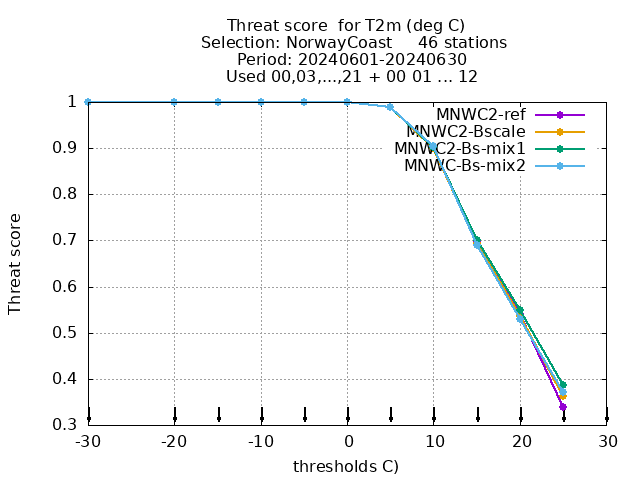 Threat score  for T2m (deg C)
Selection: NorwayCoast     46 stations
Period: 20240601-20240630
Used 00,03,...,21 + 00 01 ... 12
MNWC2-ref
MNWC2-Bscale
MNWC2-Bs-mix1
MNWC-Bs-mix2
Threat score
1
0.9
0.8
0.7
0.6
0.5
0.4
0.3
-30 -20 -10 0 10 20 30
thresholds C)